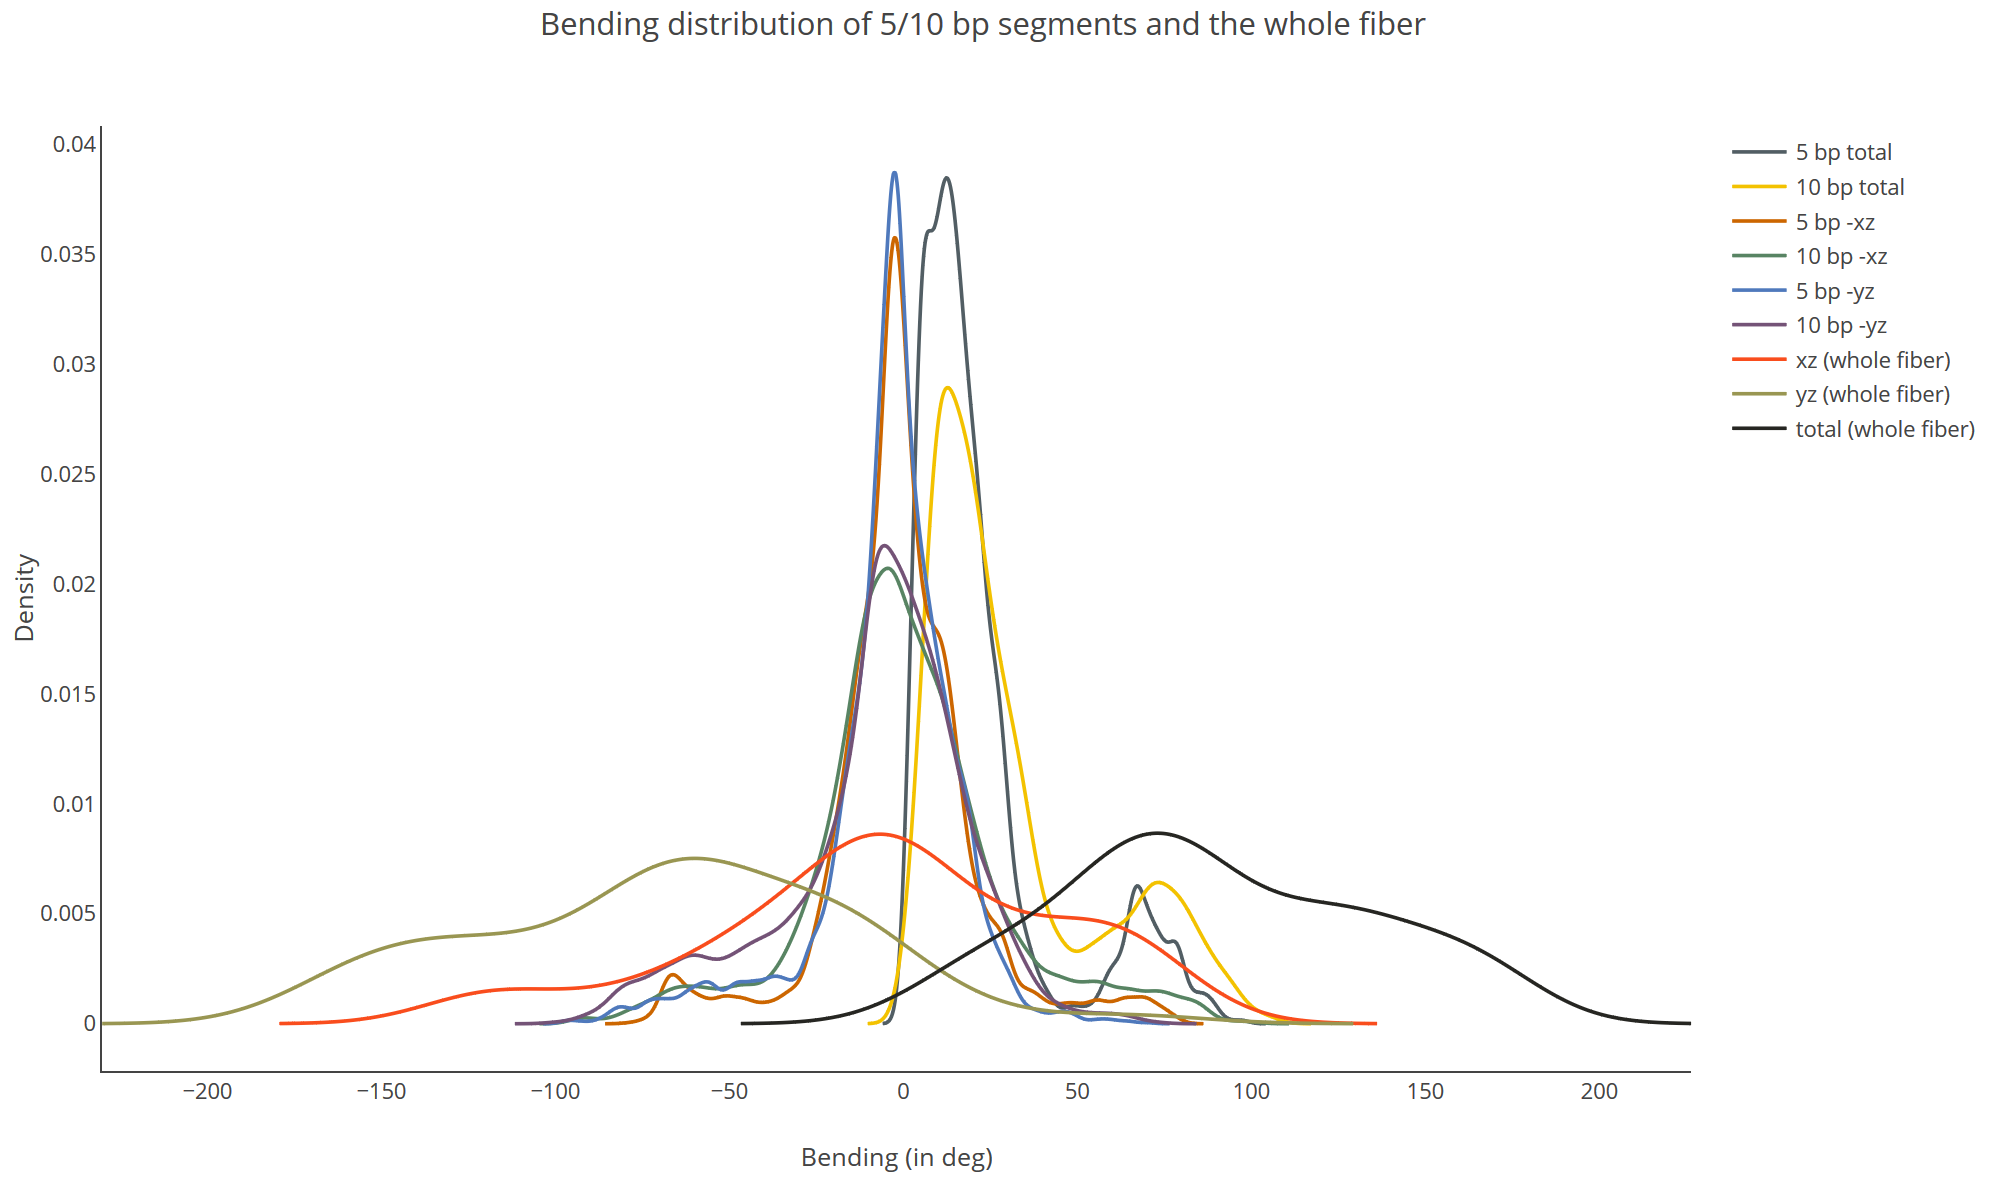 Bending distribution of 5/10 bp segments and the whole fiber
0.04
0.035
0.03
0.025
0.02
0.015
0.01
0.005
0
Density
−200
−150
−100
−50
0
50
100
150
200
Bending (in deg)
5 bp total
10 bp total
5 bp -xz
10 bp -xz
5 bp -yz
10 bp -yz
xz (whole fiber)
yz (whole fiber)
total (whole fiber)